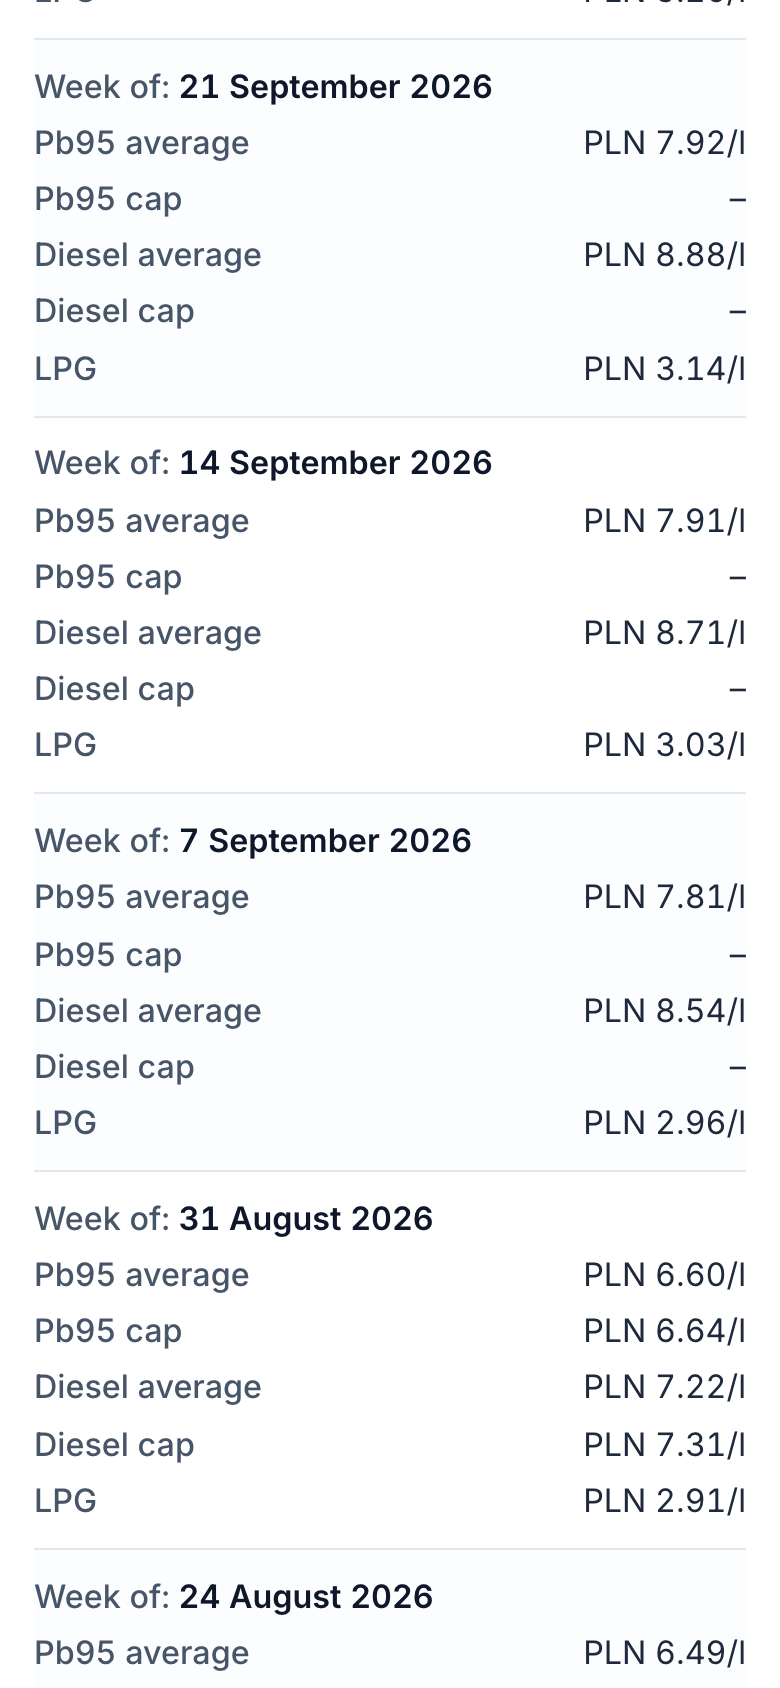 LPG
Week of: 21 September 2026
Pb95 average PLN 7.92/l
Pb95 cap –
Diesel average PLN 8.88/l
Diesel cap –
LPG PLN 3.14/l
Week of: 14 September 2026
Pb95 average PLN 7.91/l
Pb95 cap –
Diesel average PLN 8.71/l
Diesel cap –
LPG PLN 3.03/l
Week of: 7 September 2026
Pb95 average PLN 7.81/l
Pb95 cap –
Diesel average PLN 8.54/l
Diesel cap –
LPG PLN 2.96/l
Week of: 31 August 2026
Pb95 average PLN 6.60/l
Pb95 cap PLN 6.64/l
Diesel average PLN 7.22/l
Diesel cap PLN 7.31/l
LPG PLN 2.91/l
Week of: 24 August 2026
Pb95 average PLN 6.49/l